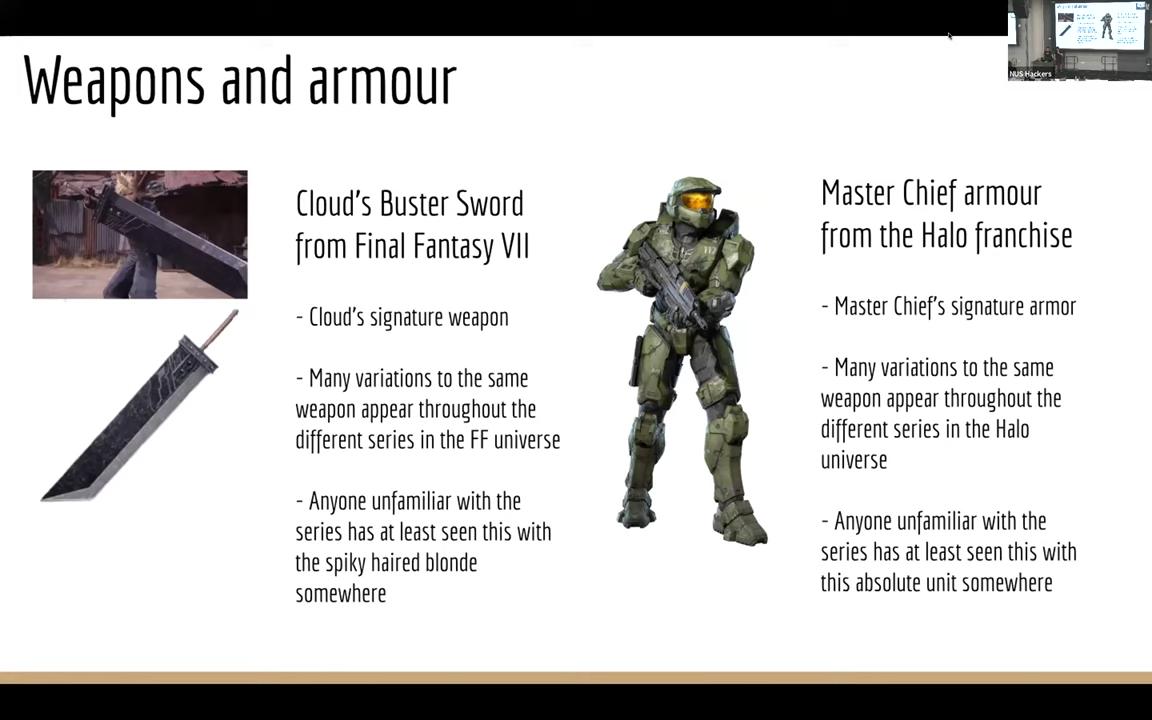 Weapons and armour
NUS Hackers
Cloud's Buster Sword
from Final Fantasy VII
- Cloud's signature weapon
- Many variations to the same
weapon appear throughout the
different series in the FF universe
- Anyone unfamiliar with the
series has at least seen this with
the spiky haired blonde
somewhere
Master Chief armour
from the Halo franchise
- Master Chief's signature armor
- Many variations to the same
weapon appear throughout the
different series in the Halo
universe
- Anyone unfamiliar with the
series has at least seen this with
this absolute unit somewhere